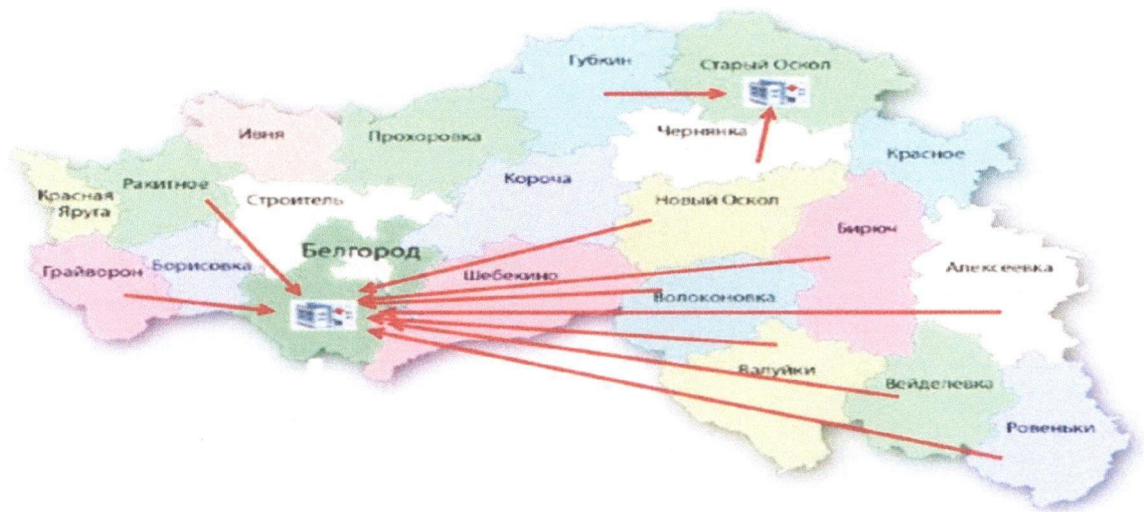 Губкин
Старый Оскол
Ивня
Прохоровка
Чернянка
Красное
Красная
Яруга
Ракитное
Строитель
Короча
Новый Оскол
Бирюч
Белгород
Грайворон
Борисовка
Шебекино
Алексеевка
Волоконовка
Валуйки
Вейделевка
Ровеньки